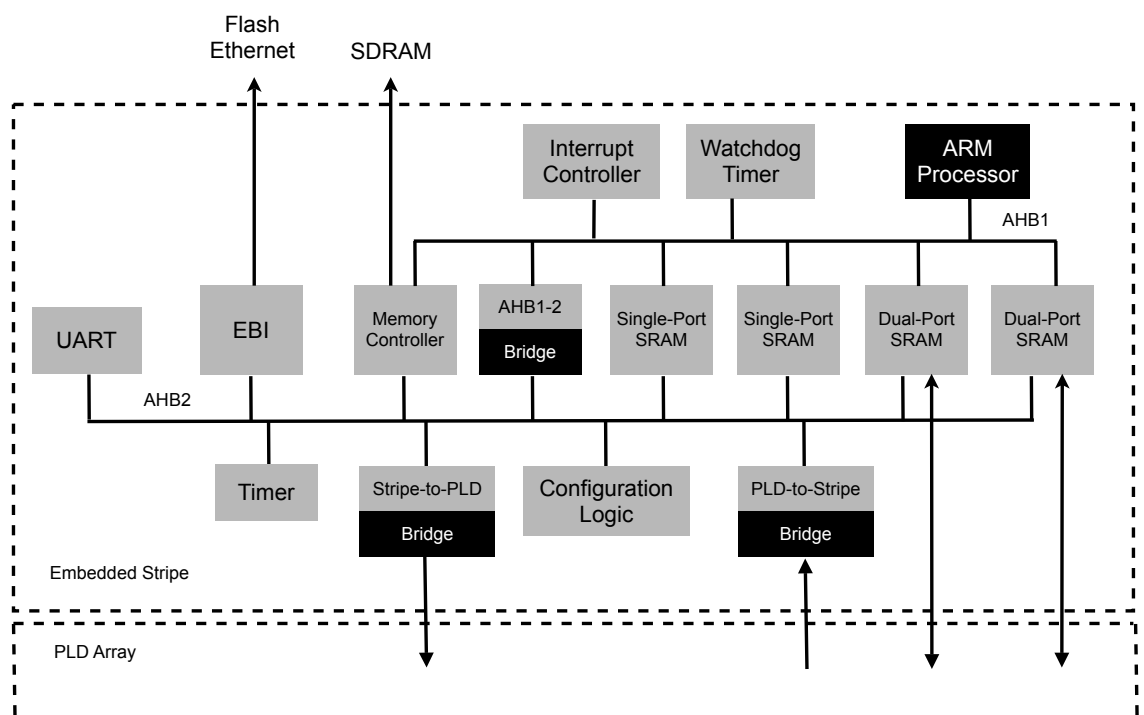 Flash
Ethernet
SDRAM
Interrupt
Controller
Watchdog
Timer
ARM
Processor
AHB1
UART
EBI
Memory
Controller
AHB1-2
Bridge
Single-Port
SRAM
Single-Port
SRAM
Dual-Port
SRAM
Dual-Port
SRAM
AHB2
Timer
Stripe-to-PLD
Bridge
Configuration
Logic
PLD-to-Stripe
Bridge
Embedded Stripe
PLD Array